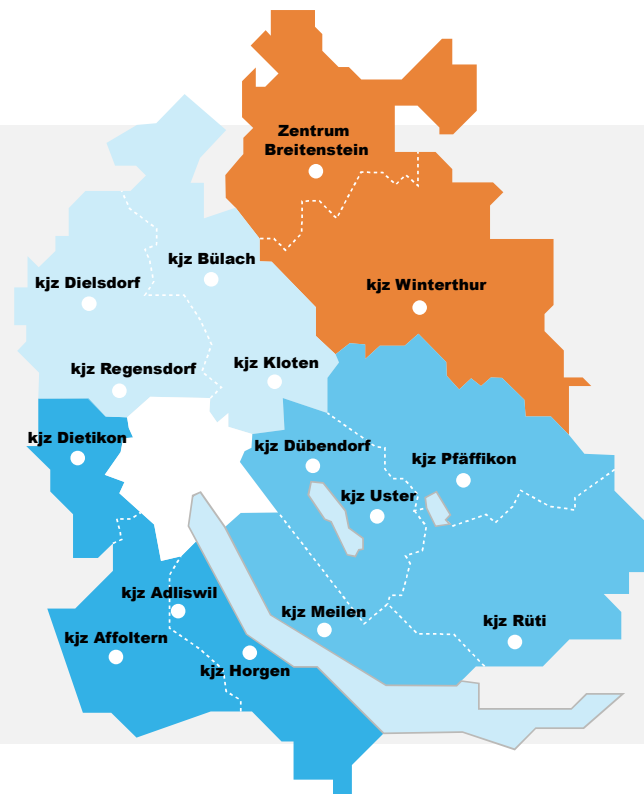 Zentrum
Breitenstein
kjz Bülach
kjz Dielsdorf
kjz Winterthur
kjz Kloten
kjz Regensdorf
kjz Dietikon
kjz Dübendorf
kjz Pfäffikon
kjz Uster
kjz Adliswil
kjz Meilen
kjz Rüti
kjz Affoltern
kjz Horgen